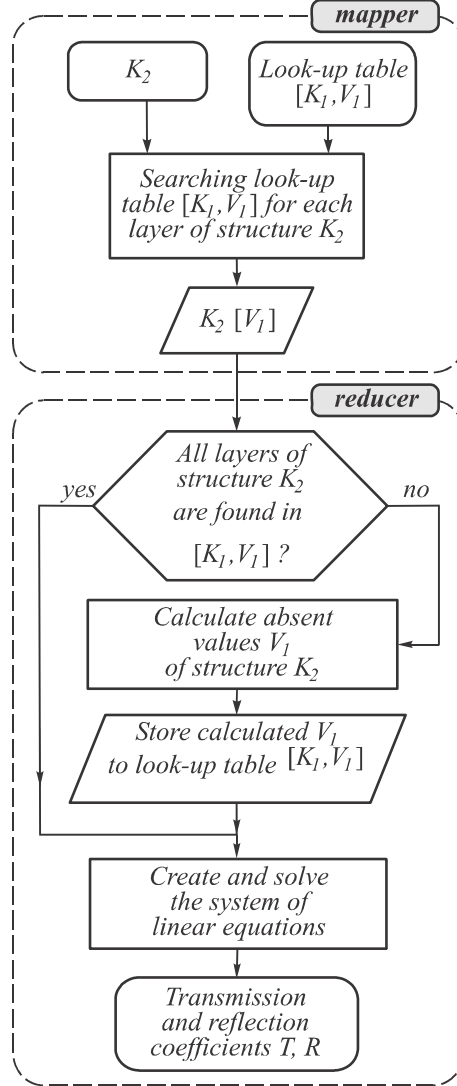 mapper
K₂
Look-up table
[K₁,V₁]
Searching look-up
table [K₁,V₁] for each
layer of structure K₂
K₂ [V₁]
reducer
All layers of
structure K₂
are found in
[K₁,V₁] ?
yes
no
Calculate absent
values V₁
of structure K₂
Store calculated V₁
to look-up table [K₁,V₁]
Create and solve
the system of
linear equations
Transmission
and reflection
coefficients T, R